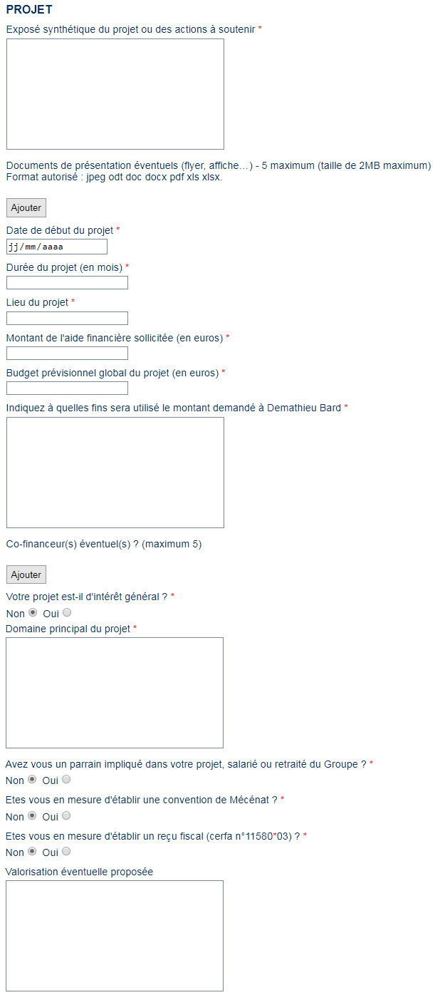 PROJET
Exposé synthétique du projet ou des actions à soutenir *
Documents de présentation éventuels (flyer, affiche…) - 5 maximum (taille de 2MB maximum)
Format autorisé : jpeg odt doc docx pdf xls xlsx.
Ajouter
Date de début du projet *
jj/mm/aaaa
Durée du projet (en mois) *
Lieu du projet *
Montant de l'aide financière sollicitée (en euros) *
Budget prévisionnel global du projet (en euros) *
Indiquez à quelles fins sera utilisé le montant demandé à Demathieu Bard *
Co-financeur(s) éventuel(s) ? (maximum 5)
Ajouter
Votre projet est-il d'intérêt général ? *
Non Oui
Domaine principal du projet *
Avez vous un parrain impliqué dans votre projet, salarié ou retraité du Groupe ? *
Non Oui
Etes vous en mesure d'établir une convention de Mécénat ? *
Non Oui
Etes vous en mesure d'établir un reçu fiscal (cerfa n°11580*03) ? *
Non Oui
Valorisation éventuelle proposée